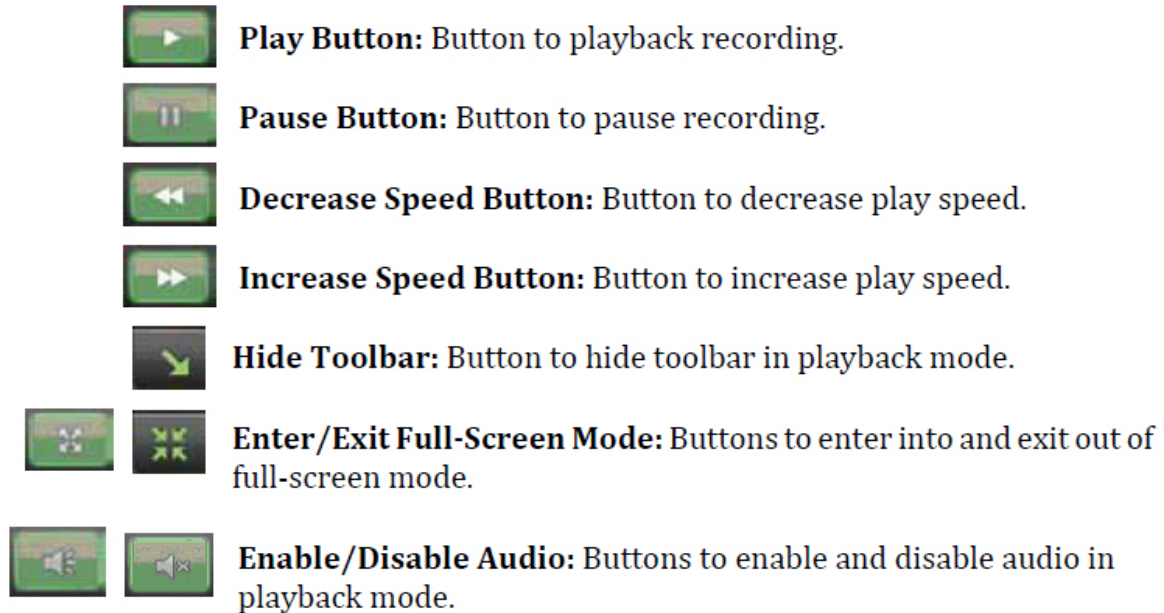 Play Button: Button to playback recording.
Pause Button: Button to pause recording.
Decrease Speed Button: Button to decrease play speed.
Increase Speed Button: Button to increase play speed.
Hide Toolbar: Button to hide toolbar in playback mode.
Enter/Exit Full-Screen Mode: Buttons to enter into and exit out of
full-screen mode.
Enable/Disable Audio: Buttons to enable and disable audio in
playback mode.